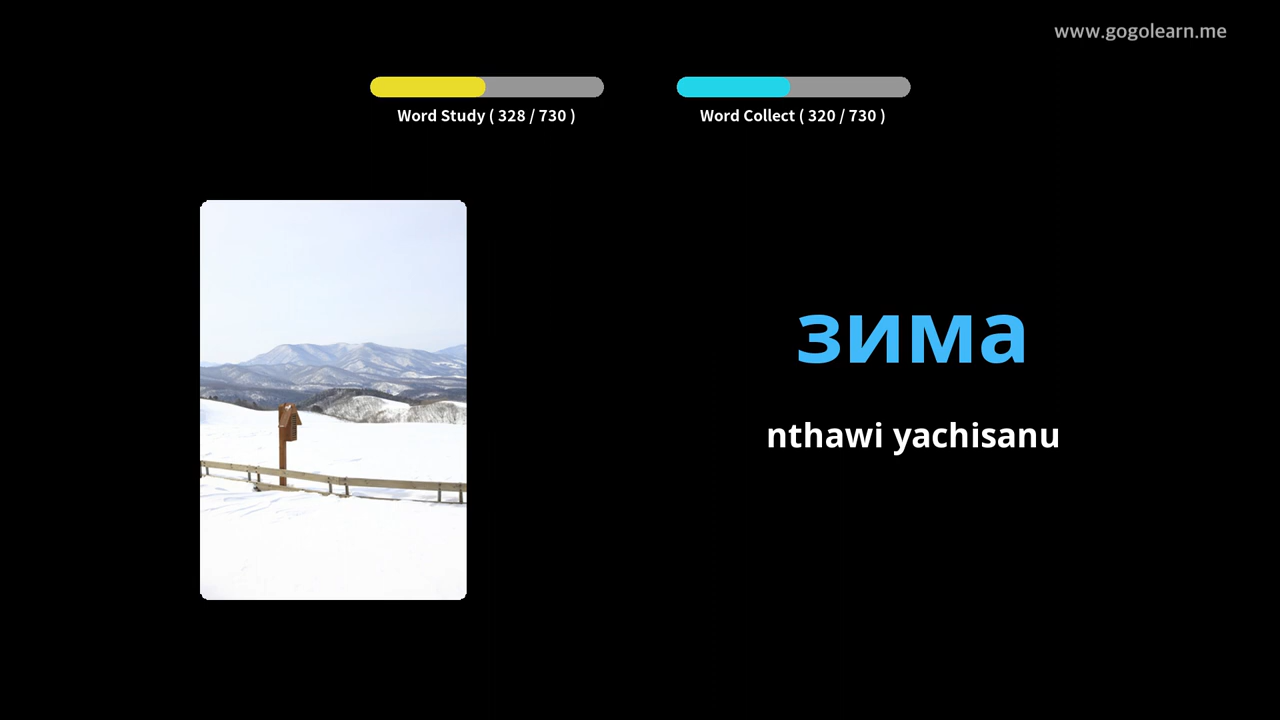 www.gogolearn.me
Word Study ( 328 / 730 )
Word Collect ( 320 / 730 )
зима
nthawi yachisanu